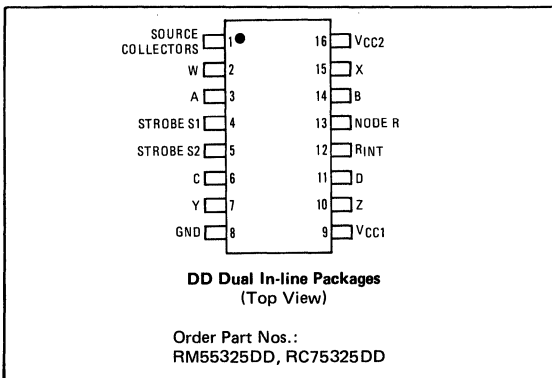 SOURCE
COLLECTORS 1 16 VCC2
W 2 15 X
A 3 14 B
STROBE S1 4 13 NODE R
STROBE S2 5 12 RINT
C 6 11 D
Y 7 10 Z
GND 8 9 VCC1
DD Dual In-line Packages
(Top View)
Order Part Nos.:
RM55325DD, RC75325DD